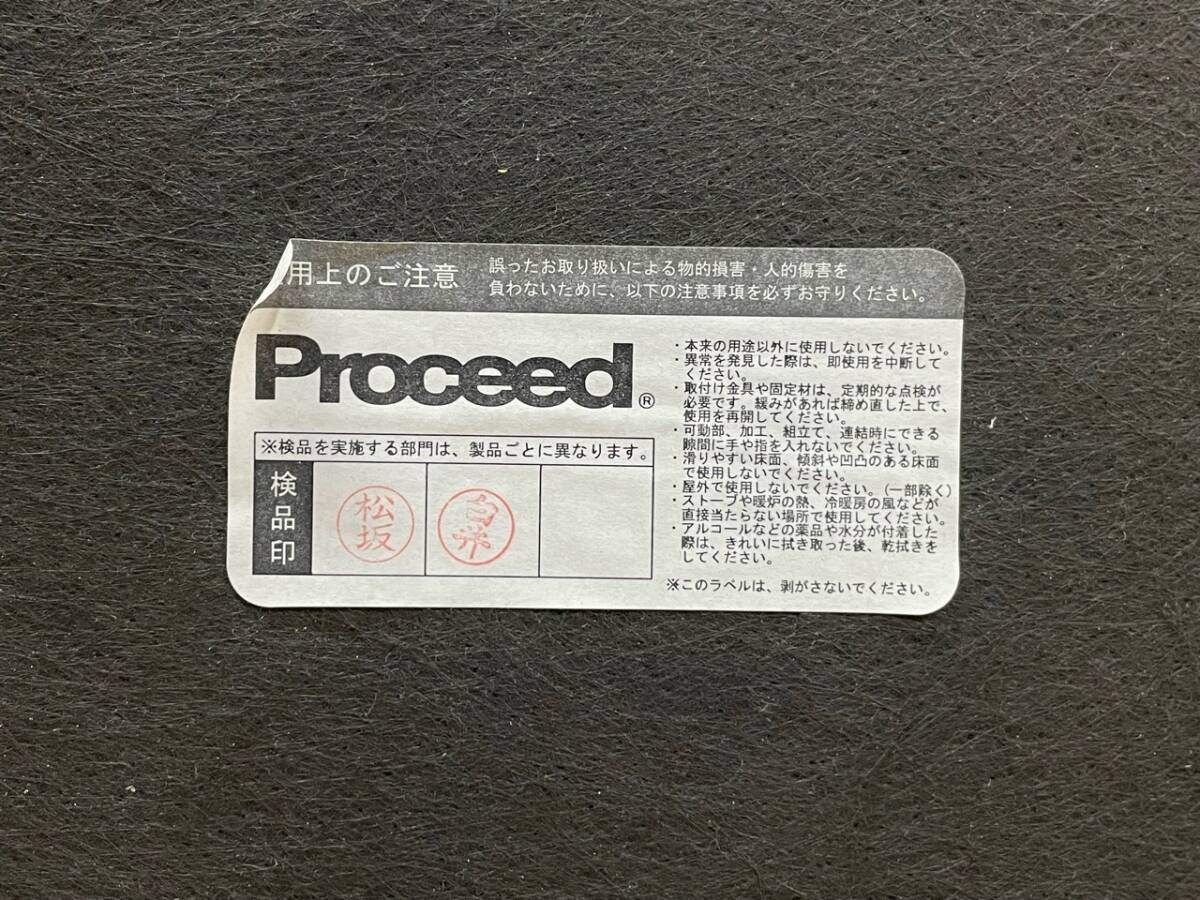 用上のご注意
誤ったお取り扱いによる物的損害・人的傷害を
負わないために、以下の注意事項を必ずお守りください。
Proceed®
※検品を実施する部門は、製品ごとに異なります。
検品印
松坂
白井
・本来の用途以外に使用しないでください。
・異常を発見した際は、即使用を中断して
ください。
・取付け金具や固定材は、定期的な点検が
必要です。緩みがあれば締め直した上で、
使用を再開してください。
・可動部、加工、組立て、連結時にできる
隙間に手や指を入れないでください。
・滑りやすい床面、傾斜や凹凸のある床面
で使用しないでください。
・屋外で使用しないでください。(一部除く)
・ストーブや暖炉の熱、冷暖房の風などが
直接当たらない場所で使用してください。
・アルコールなどの薬品や水分が付着した
際は、きれいに拭き取った後、乾拭きを
してください。
※このラベルは、剥がさないでください。